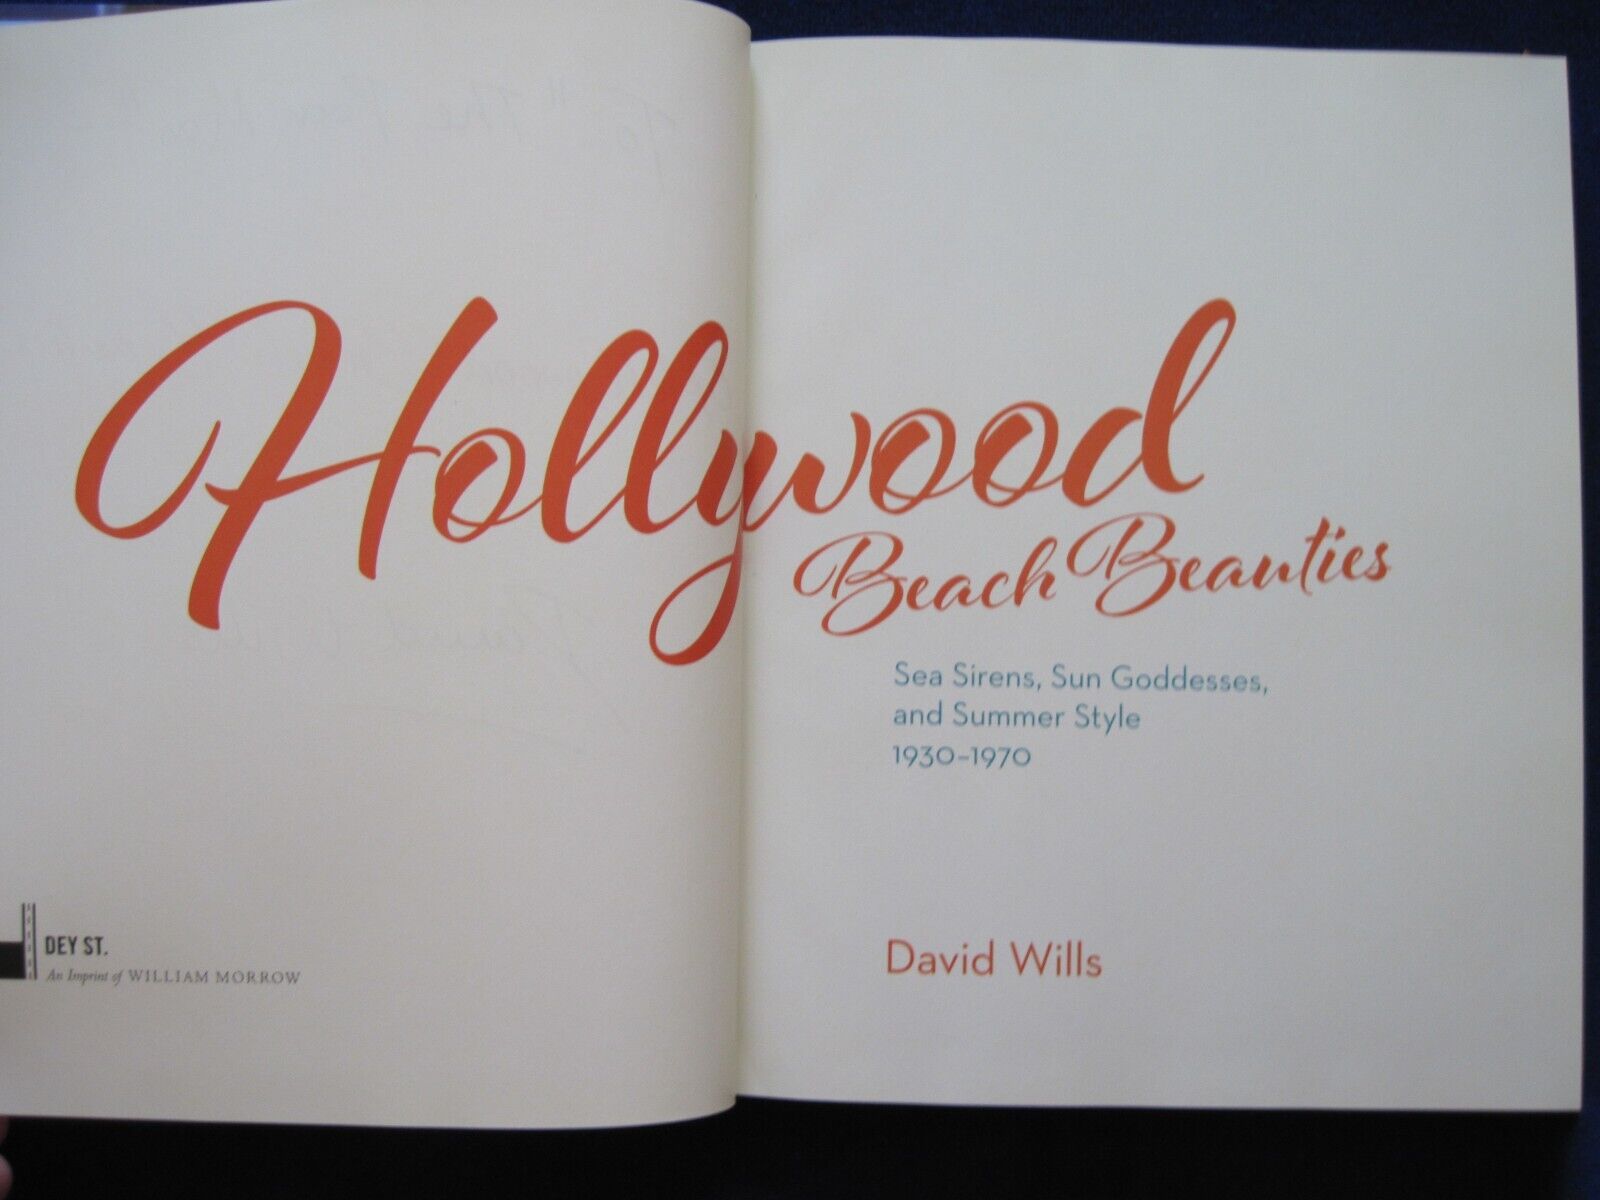 Hollywood
Beach Beauties
Sea Sirens, Sun Goddesses,
and Summer Style
1930–1970
David Wills
DEY ST.
An Imprint of WILLIAM MORROW